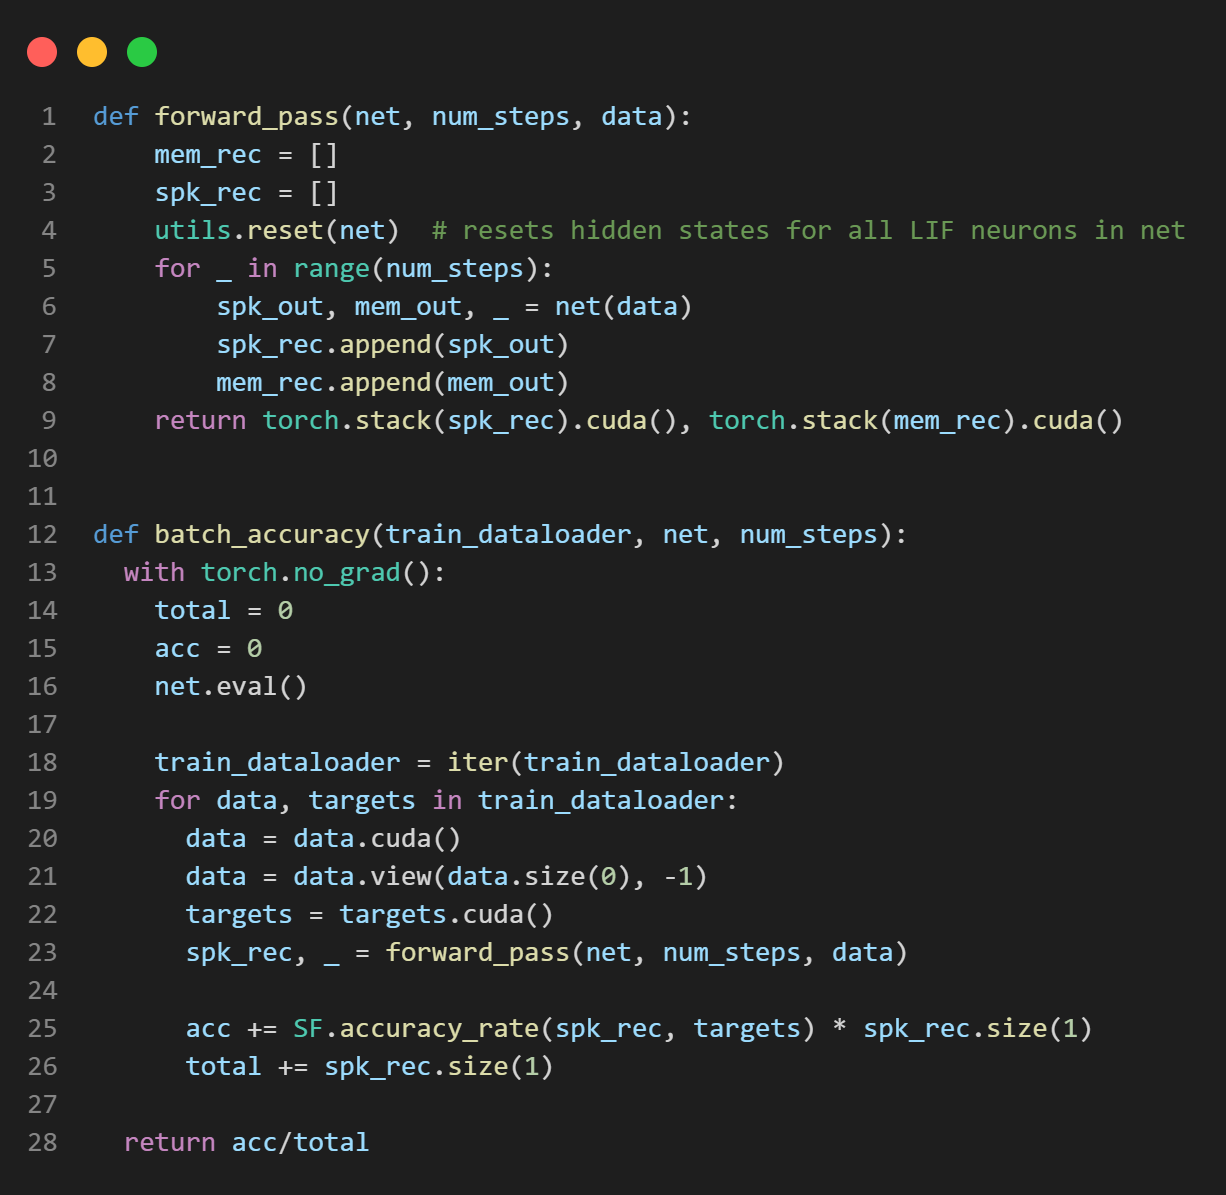 1 def forward_pass(net, num_steps, data):
2     mem_rec = []
3     spk_rec = []
4     utils.reset(net)  # resets hidden states for all LIF neurons in net
5     for _ in range(num_steps):
6         spk_out, mem_out, _ = net(data)
7         spk_rec.append(spk_out)
8         mem_rec.append(mem_out)
9     return torch.stack(spk_rec).cuda(), torch.stack(mem_rec).cuda()
10
11
12 def batch_accuracy(train_dataloader, net, num_steps):
13   with torch.no_grad():
14     total = 0
15     acc = 0
16     net.eval()
17
18     train_dataloader = iter(train_dataloader)
19     for data, targets in train_dataloader:
20       data = data.cuda()
21       data = data.view(data.size(0), -1)
22       targets = targets.cuda()
23       spk_rec, _ = forward_pass(net, num_steps, data)
24
25       acc += SF.accuracy_rate(spk_rec, targets) * spk_rec.size(1)
26       total += spk_rec.size(1)
27
28   return acc/total